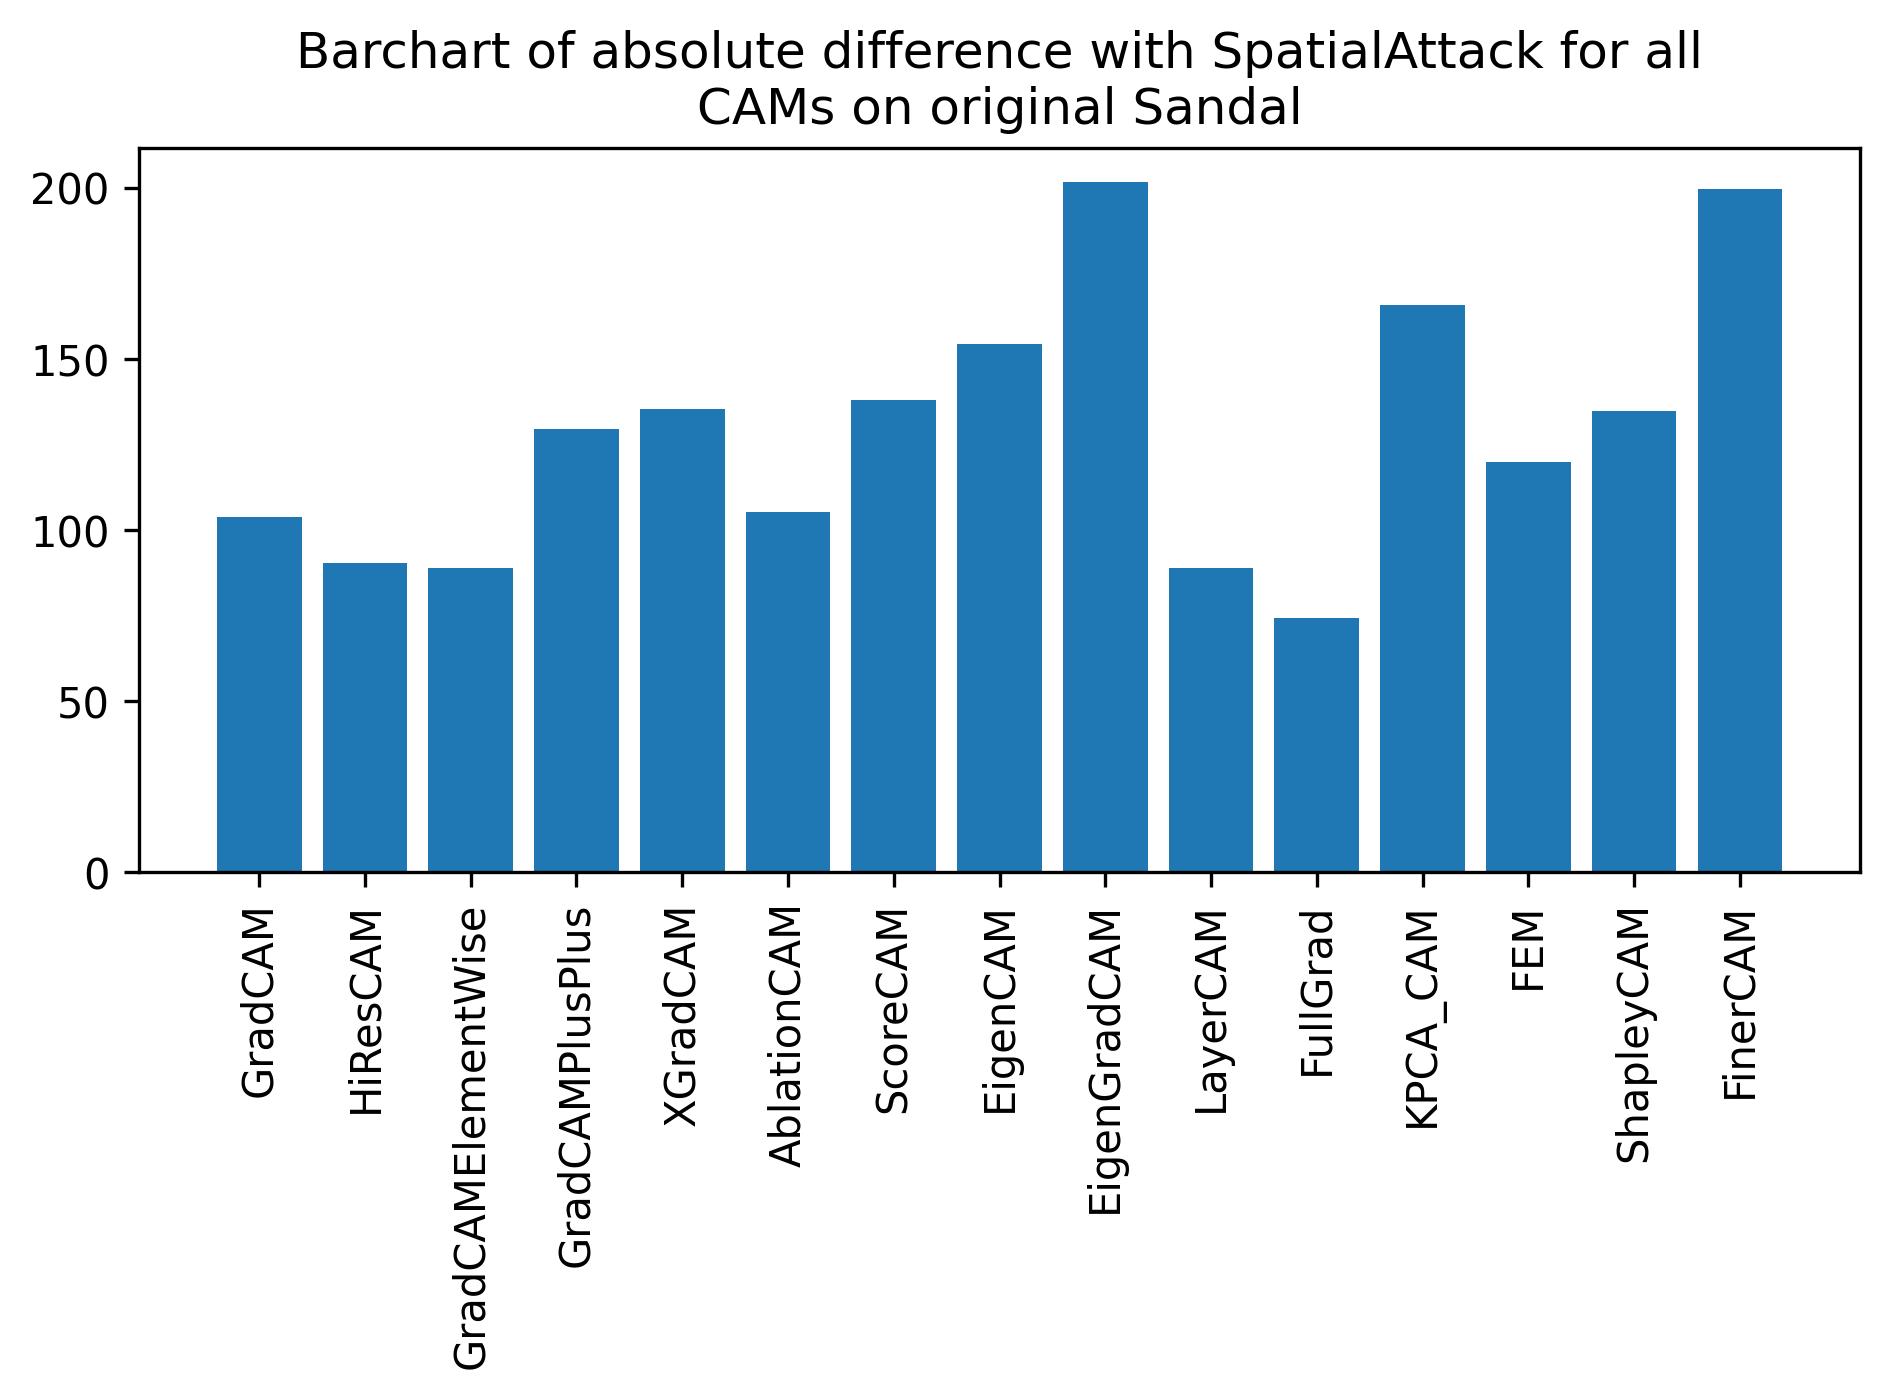 Barchart of absolute difference with SpatialAttack for all
CAMs on original Sandal
200
150
100
50
0
GradCAM
HiResCAM
GradCAMElementWise
GradCAMPlusPlus
XGradCAM
AblationCAM
ScoreCAM
EigenCAM
EigenGradCAM
LayerCAM
FullGrad
KPCA_CAM
FEM
ShapleyCAM
FinerCAM